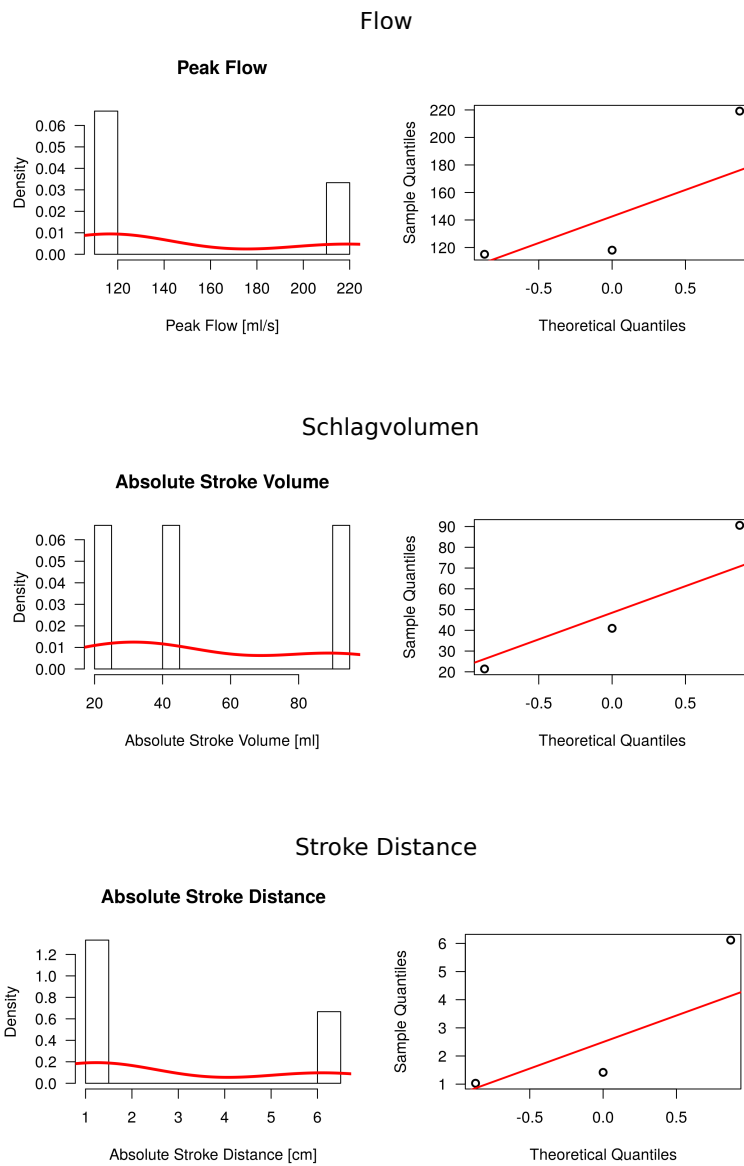 Flow
Peak Flow
Density
0.00
0.01
0.02
0.03
0.04
0.05
0.06
120 140 160 180 200 220
Peak Flow [ml/s]
Sample Quantiles
120
140
160
180
200
220
-0.5 0.0 0.5
Theoretical Quantiles
Schlagvolumen
Absolute Stroke Volume
Density
0.00
0.01
0.02
0.03
0.04
0.05
0.06
20 40 60 80
Absolute Stroke Volume [ml]
Sample Quantiles
20
30
40
50
60
70
80
90
-0.5 0.0 0.5
Theoretical Quantiles
Stroke Distance
Absolute Stroke Distance
Density
0.0
0.2
0.4
0.6
0.8
1.0
1.2
1 2 3 4 5 6
Absolute Stroke Distance [cm]
Sample Quantiles
1
2
3
4
5
6
-0.5 0.0 0.5
Theoretical Quantiles